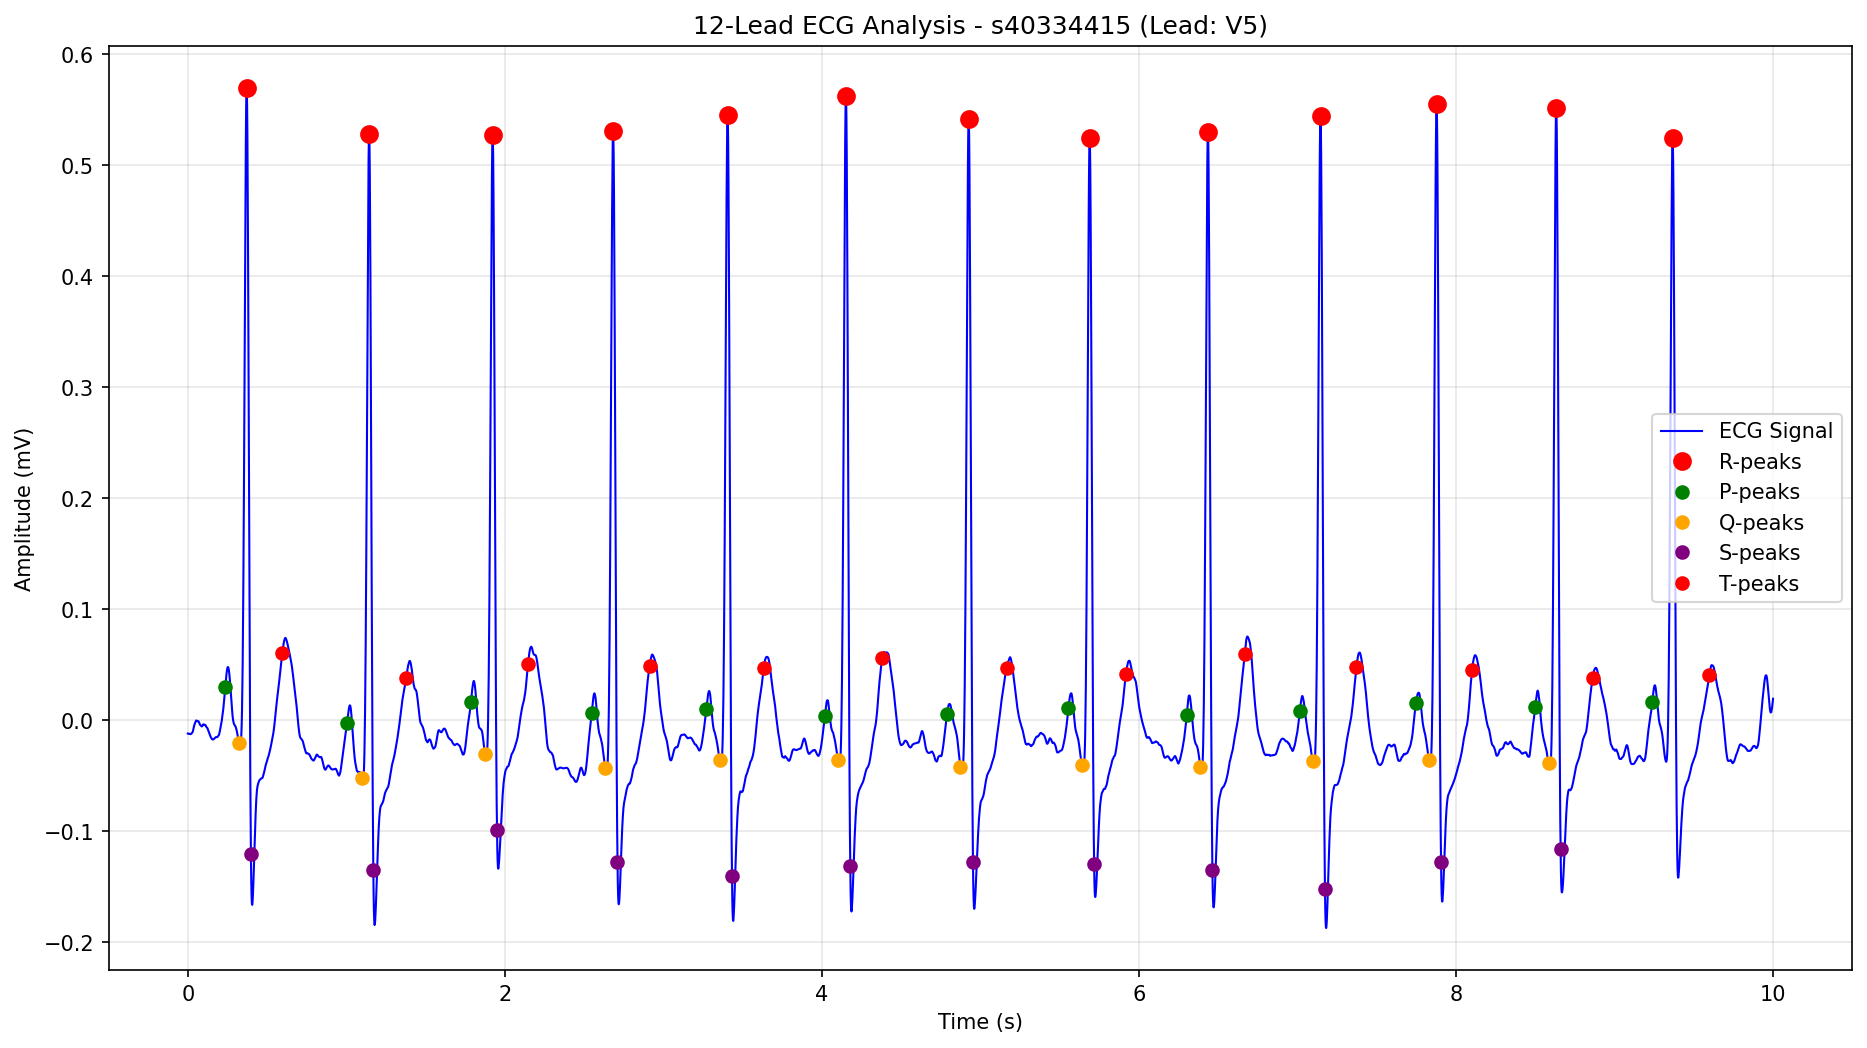 12-Lead ECG Analysis - s40334415 (Lead: V5)
0.6
0.5
0.4
0.3
0.2
0.1
0.0
−0.1
−0.2
Amplitude (mV)
ECG Signal
R-peaks
P-peaks
Q-peaks
S-peaks
T-peaks
0 2 4 6 8 10
Time (s)